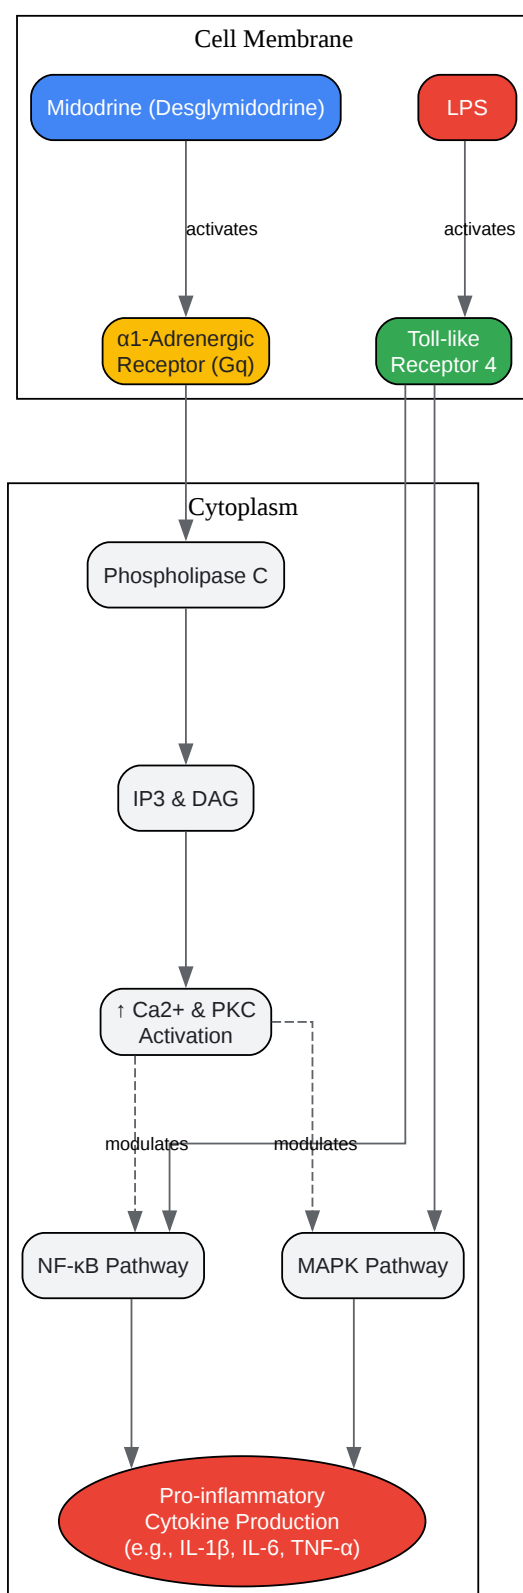 Cell Membrane
Midodrine (Desglymidodrine)
LPS
activates
activates
α1-Adrenergic
Receptor (Gq)
Toll-like
Receptor 4
Cytoplasm
Phospholipase C
IP3 & DAG
↑ Ca2+ & PKC
Activation
modulates
modulates
NF-κB Pathway
MAPK Pathway
Pro-inflammatory
Cytokine Production
(e.g., IL-1β, IL-6, TNF-α)